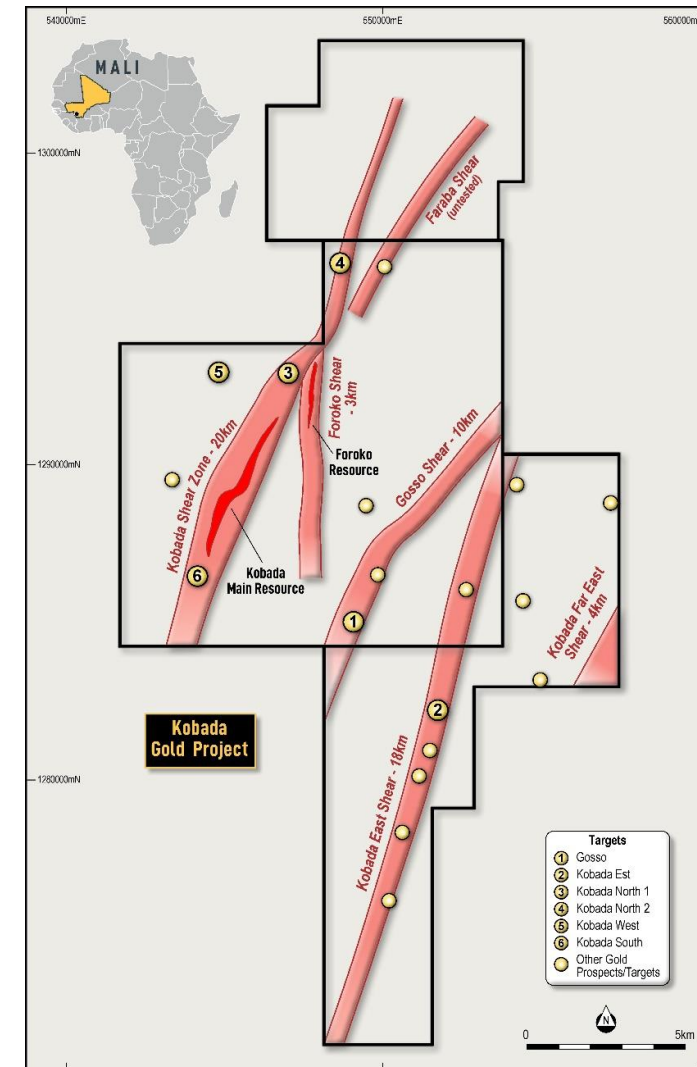 540000mE
550000mE
560000m
MALI
1300000mN
Faraba Shear
(untested)
4
5
3
Foroko Shear
- 3km
Foroko
Resource
1290000mN
Kobada Shear Zone - 20km
Gosso Shear - 10km
Kobada
Main Resource
6
1
Kobada Far East
Shear - 4km
2
Kobada
Gold Project
1280000mN
Kobada East Shear - 18km
Targets
1 Gosso
2 Kobada Est
3 Kobada North 1
4 Kobada North 2
5 Kobada West
6 Kobada South
Other Gold
Prospects/Targets
N
0
5km